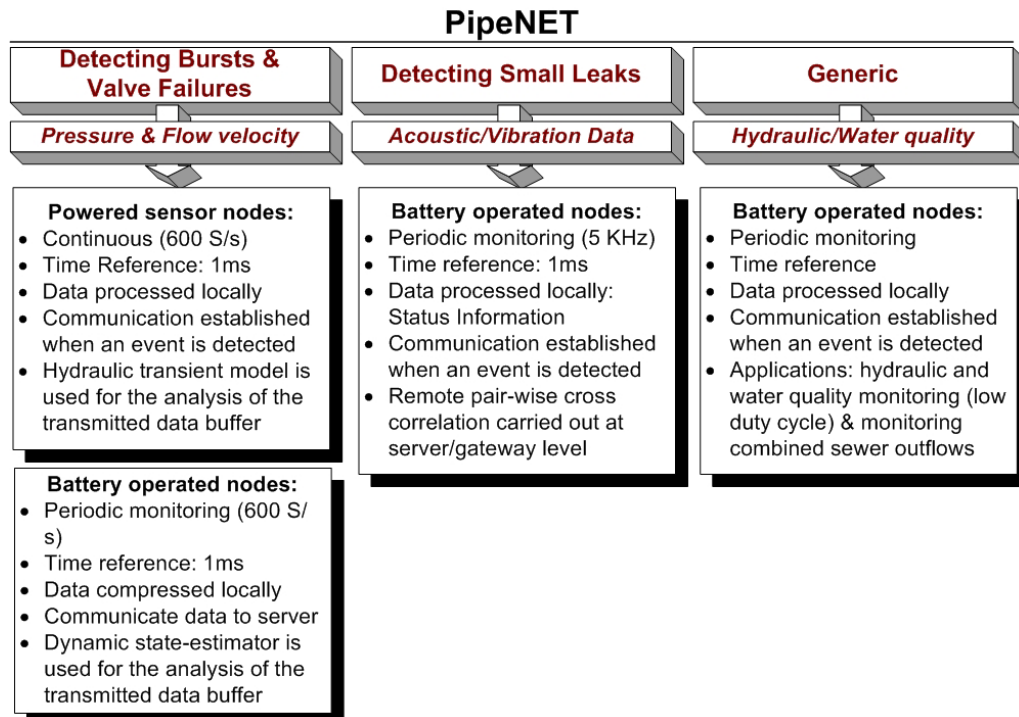 PipeNET
Detecting Bursts &
Valve Failures
Pressure & Flow velocity
Powered sensor nodes:
• Continuous (600 S/s)
• Time Reference: 1ms
• Data processed locally
• Communication established
when an event is detected
• Hydraulic transient model is
used for the analysis of the
transmitted data buffer
Battery operated nodes:
• Periodic monitoring (600 S/
s)
• Time reference: 1ms
• Data compressed locally
• Communicate data to server
• Dynamic state-estimator is
used for the analysis of the
transmitted data buffer
Detecting Small Leaks
Acoustic/Vibration Data
Battery operated nodes:
• Periodic monitoring (5 KHz)
• Time reference: 1ms
• Data processed locally:
Status Information
• Communication established
when an event is detected
• Remote pair-wise cross
correlation carried out at
server/gateway level
Generic
Hydraulic/Water quality
Battery operated nodes:
• Periodic monitoring
• Time reference
• Data processed locally
• Communication established
when an event is detected
• Applications: hydraulic and
water quality monitoring (low
duty cycle) & monitoring
combined sewer outflows